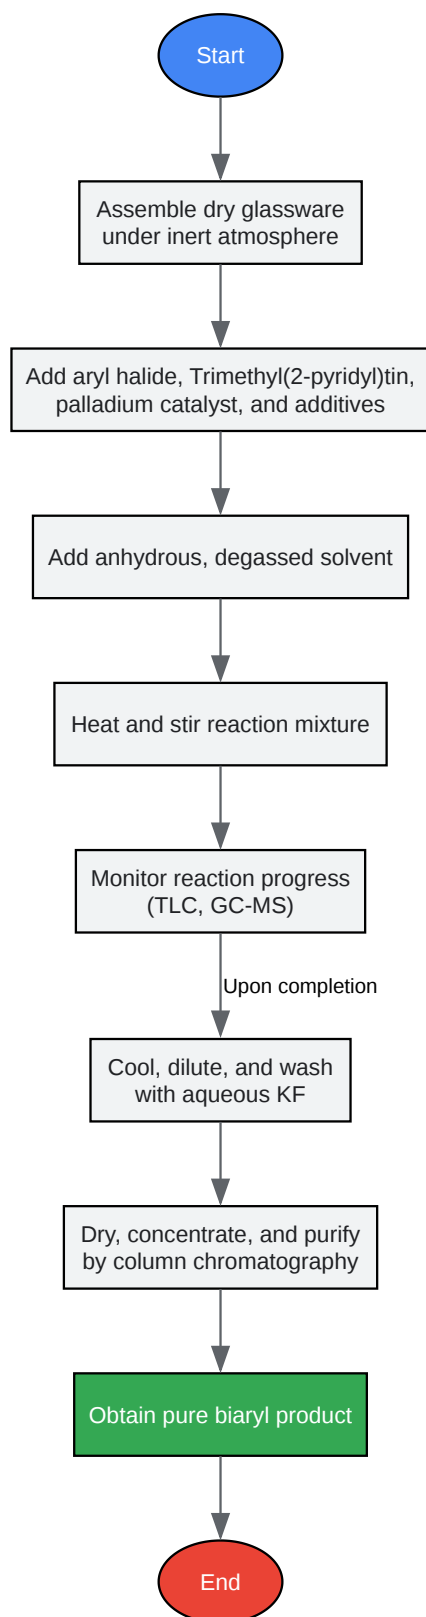 Start
Assemble dry glassware
under inert atmosphere
Add aryl halide, Trimethyl(2-pyridyl)tin,
palladium catalyst, and additives
Add anhydrous, degassed solvent
Heat and stir reaction mixture
Monitor reaction progress
(TLC, GC-MS)
Upon completion
Cool, dilute, and wash
with aqueous KF
Dry, concentrate, and purify
by column chromatography
Obtain pure biaryl product
End